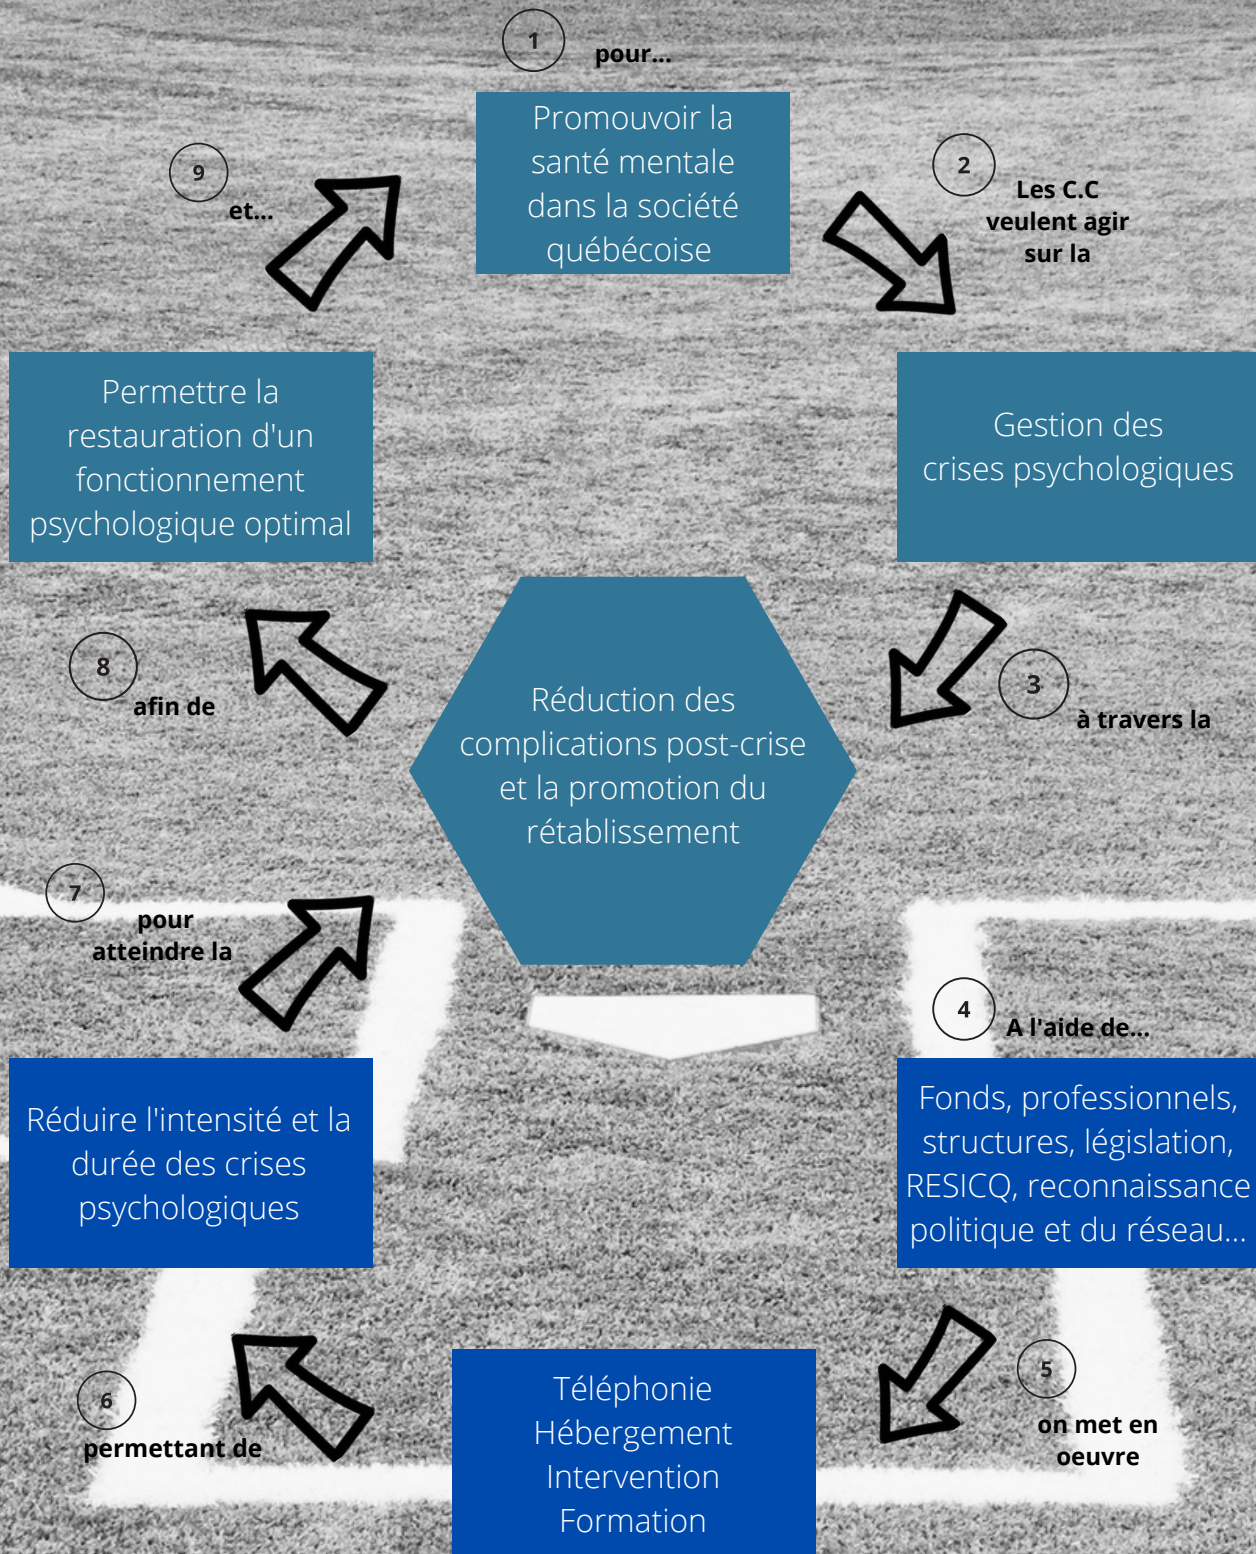 1
pour...
Promouvoir la
santé mentale
dans la société
québécoise
2
Les C.C
veulent agir
sur la
Gestion des
crises psychologiques
3
à travers la
Réduction des
complications post-crise
et la promotion du
rétablissement
4
A l'aide de...
Fonds, professionnels,
structures, législation,
RESICQ, reconnaissance
politique et du réseau...
5
on met en
oeuvre
Téléphonie
Hébergement
Intervention
Formation
6
permettant de
Réduire l'intensité et la
durée des crises
psychologiques
7
pour
atteindre la
8
afin de
Permettre la
restauration d'un
fonctionnement
psychologique optimal
9
et...